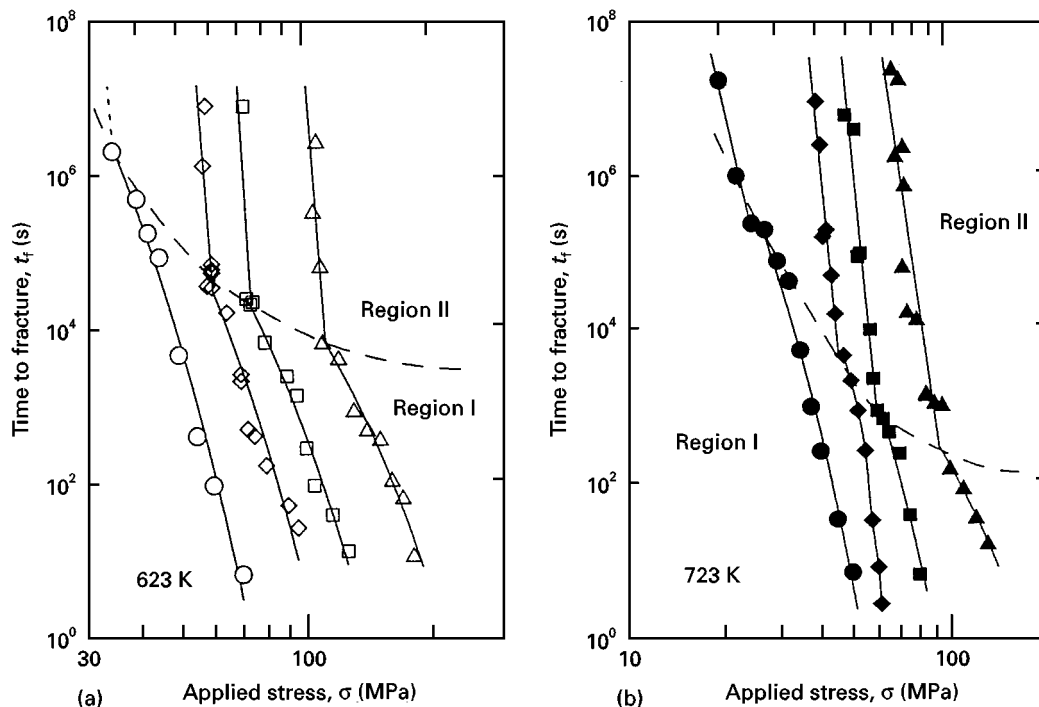 10⁸
10⁶
10⁴
10²
10⁰
Time to fracture, tf (s)
Region II
Region I
623 K
30
100
Applied stress, σ (MPa)
(a)
10⁸
10⁶
10⁴
10²
10⁰
Time to fracture, tf (s)
Region II
Region I
723 K
10
100
Applied stress, σ (MPa)
(b)